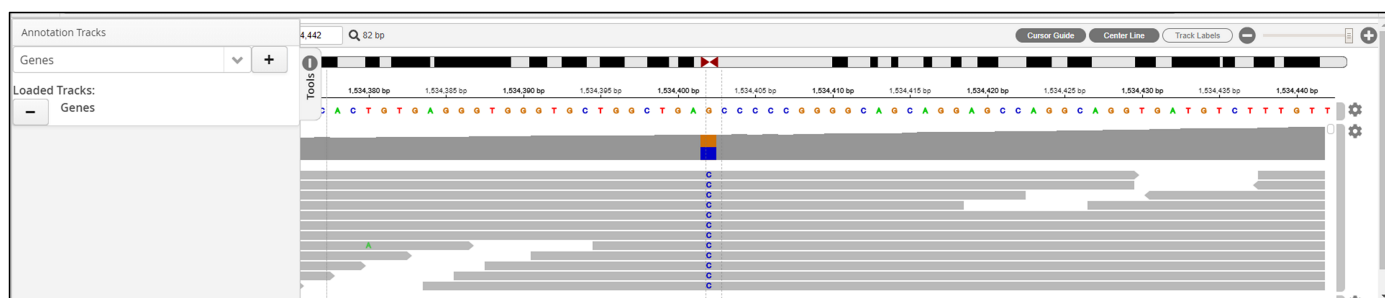 Annotation Tracks
4,442
82 bp
Cursor Guide
Center Line
Track Labels
Genes
Tools
Loaded Tracks:
Genes
1,534,380 bp 1,534,385 bp 1,534,390 bp 1,534,395 bp 1,534,400 bp 1,534,405 bp 1,534,410 bp 1,534,415 bp 1,534,420 bp 1,534,425 bp 1,534,430 bp 1,534,435 bp 1,534,440 bp
C A C T G T G A G G G T G G G T G C T G G C T G A G C C C C C G G G G C A G C A G G A G C C A G G C A G G T G A T G T C T T T G T T
C
C
C
C
C
C
C
A C
C
C
C
C